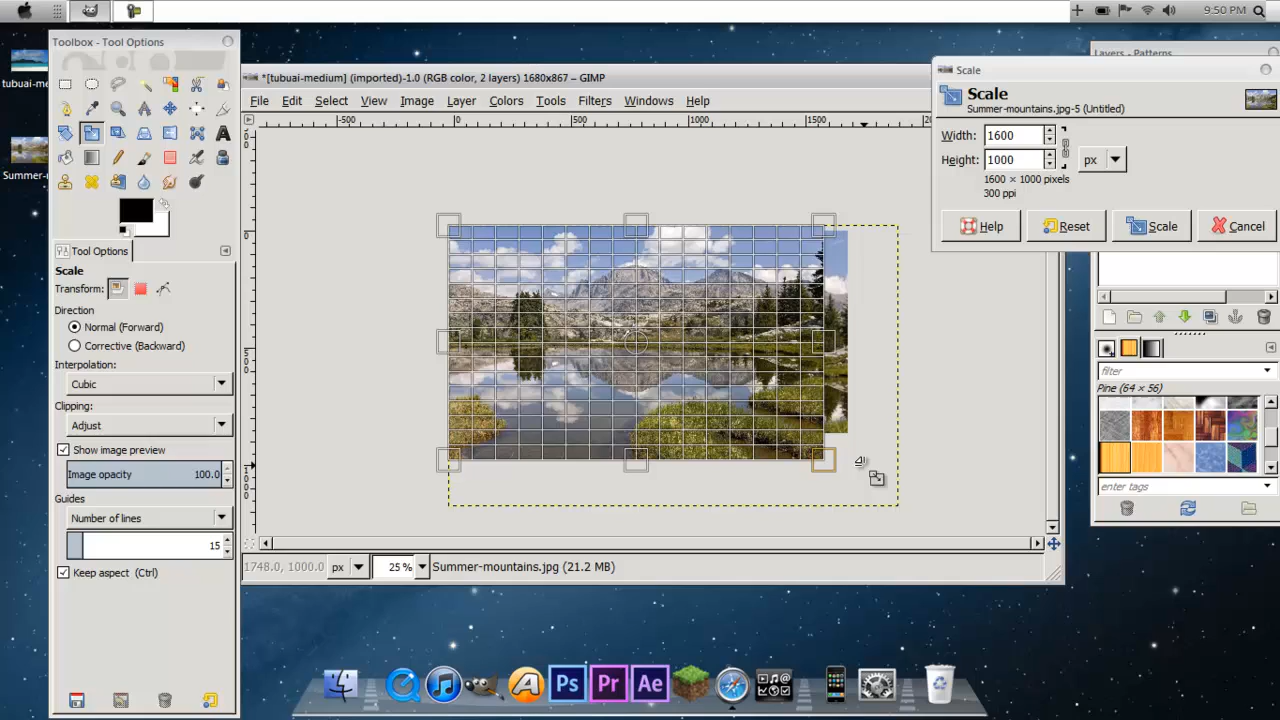 9:50 PM
Toolbox - Tool Options
tubuai-me
Summer-m
Tool Options
Scale
Transform:
Direction
Normal (Forward)
Corrective (Backward)
Interpolation:
Cubic
Clipping:
Adjust
Show image preview
Image opacity 100.0
Guides
Number of lines
15
Keep aspect (Ctrl)
*[tubuai-medium] (imported)-1.0 (RGB color, 2 layers) 1680x867 – GIMP
File Edit Select View Image Layer Colors Tools Filters Windows Help
-500 0 500 1000 1500
0
500
1000
1748.0, 1000.0 px 25 % Summer-mountains.jpg (21.2 MB)
Layers - Patterns
Scale
Scale
Summer-mountains.jpg-5 (Untitled)
Width: 1600
Height: 1000 px
1600 × 1000 pixels
300 ppi
Help Reset Scale Cancel
filter
Pine (64 × 56)
enter tags
Ps Pr Ae